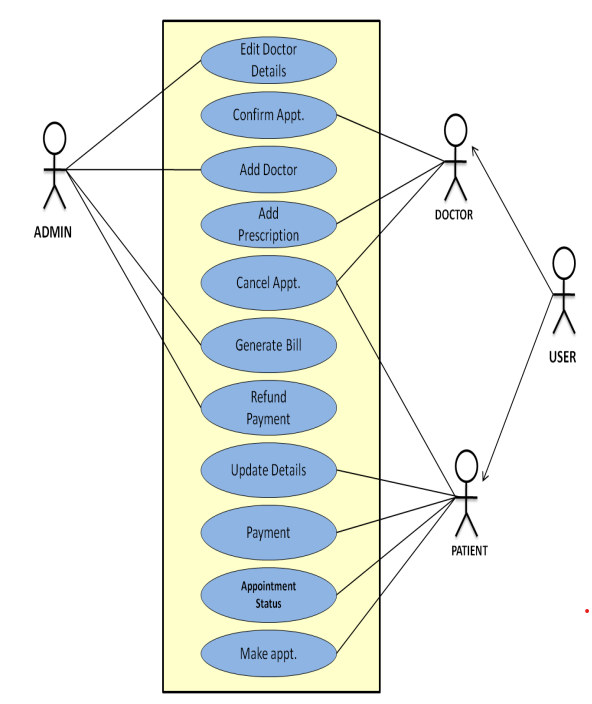 Edit Doctor
Details
Confirm Appt.
Add Doctor
Add
Prescription
Cancel Appt.
Generate Bill
Refund
Payment
Update Details
Payment
Appointment
Status
Make appt.
ADMIN
DOCTOR
USER
PATIENT